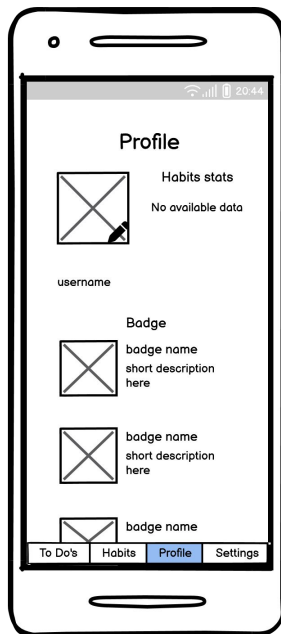 20:44
Profile
Habits stats
No available data
username
Badge
badge name
short description
here
badge name
short description
here
badge name
To Do's Habits Profile Settings